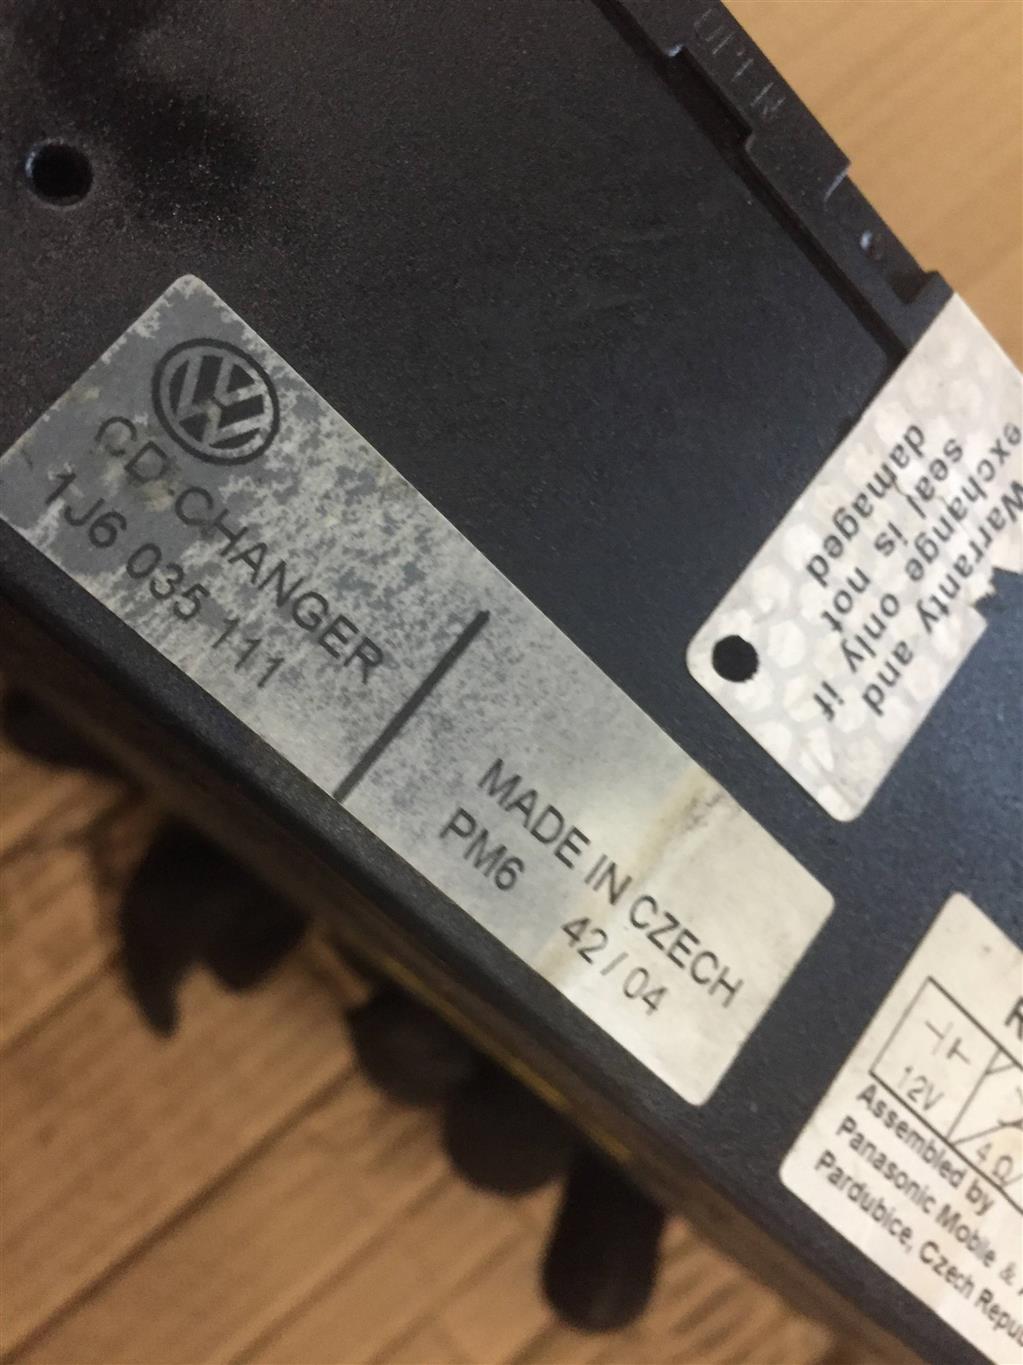 CD-CHANGER
1J6 035 111
MADE IN CZECH
PM6 42 / 04
Warranty and
exchange only if
seal is not
damaged
12V
4 Ω/
Assembled by
Panasonic Mobile &
Pardubice, Czech